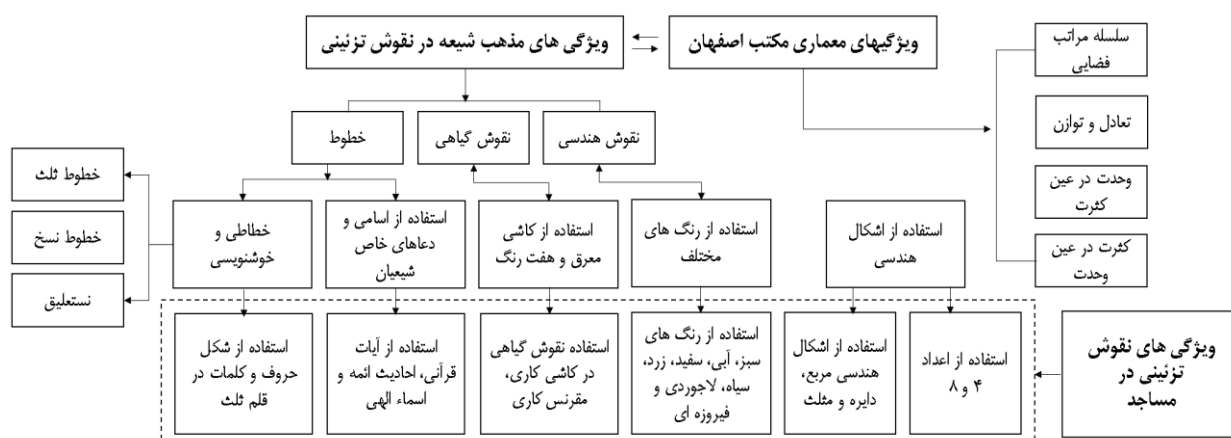 ویژگیهای معماری مکتب اصفهان
ویژگی های مذهب شیعه در نقوش تزئینی
سلسله مراتب
فضایی
تعادل و توازن
وحدت در عین
کثرت
کثرت در عین
وحدت
نقوش هندسی
نقوش گیاهی
خطوط
خطوط ثلث
خطوط نسخ
نستعلیق
استفاده از اشکال
هندسی
استفاده از رنگ های
مختلف
استفاده از کاشی
معرق و هفت رنگ
استفاده از اسامی و
دعاهای خاص
شیعیان
خطاطی و
خوشنویسی
ویژگی های نقوش
تزئینی در
مساجد
استفاده از اعداد
۴ و ۸
استفاده از اشکال
هندسی مربع،
دایره و مثلث
استفاده از رنگ های
سبز، آبی، سفید، زرد،
سیاه، لاجوردی و
فیروزه ای
استفاده نقوش گیاهی
در کاشی کاری،
مقرنس کاری
استفاده از آیات
قرآنی، احادیث ائمه و
اسماء الهی
استفاده از شکل
حروف و کلمات در
قلم ثلث